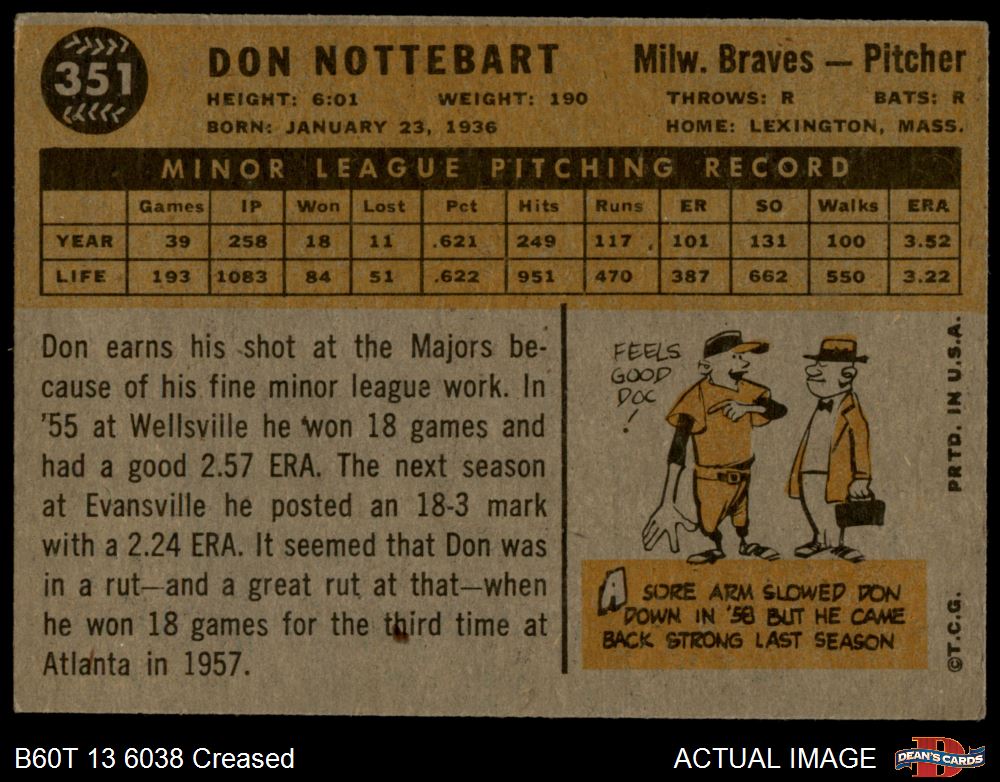 351
DON NOTTEBART
Milw. Braves — Pitcher
HEIGHT: 6:01 WEIGHT: 190 THROWS: R BATS: R
BORN: JANUARY 23, 1936 HOME: LEXINGTON, MASS.
MINOR LEAGUE PITCHING RECORD
Games IP Won Lost Pct Hits Runs ER SO Walks ERA
YEAR 39 258 18 11 .621 249 117 101 131 100 3.52
LIFE 193 1083 84 51 .622 951 470 387 662 550 3.22
Don earns his shot at the Majors be-
cause of his fine minor league work. In
'55 at Wellsville he won 18 games and
had a good 2.57 ERA. The next season
at Evansville he posted an 18-3 mark
with a 2.24 ERA. It seemed that Don was
in a rut—and a great rut at that—when
he won 18 games for the third time at
Atlanta in 1957.
FEELS
GOOD
DOC
!
A SORE ARM SLOWED DON
DOWN IN '58 BUT HE CAME
BACK STRONG LAST SEASON
©T.C.G. PRTD. IN U.S.A.
B60T 13 6038 Creased
ACTUAL IMAGE
D
DEAN'S CARDS